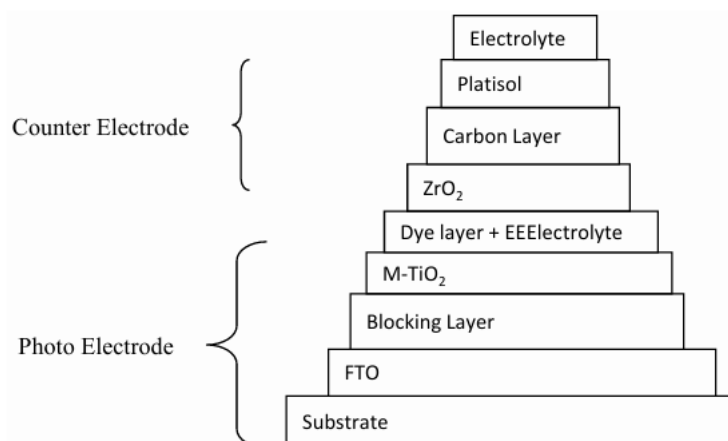 Electrolyte
Platisol
Counter Electrode
Carbon Layer
ZrO₂
Dye layer + EEElectrolyte
M-TiO₂
Blocking Layer
Photo Electrode
FTO
Substrate